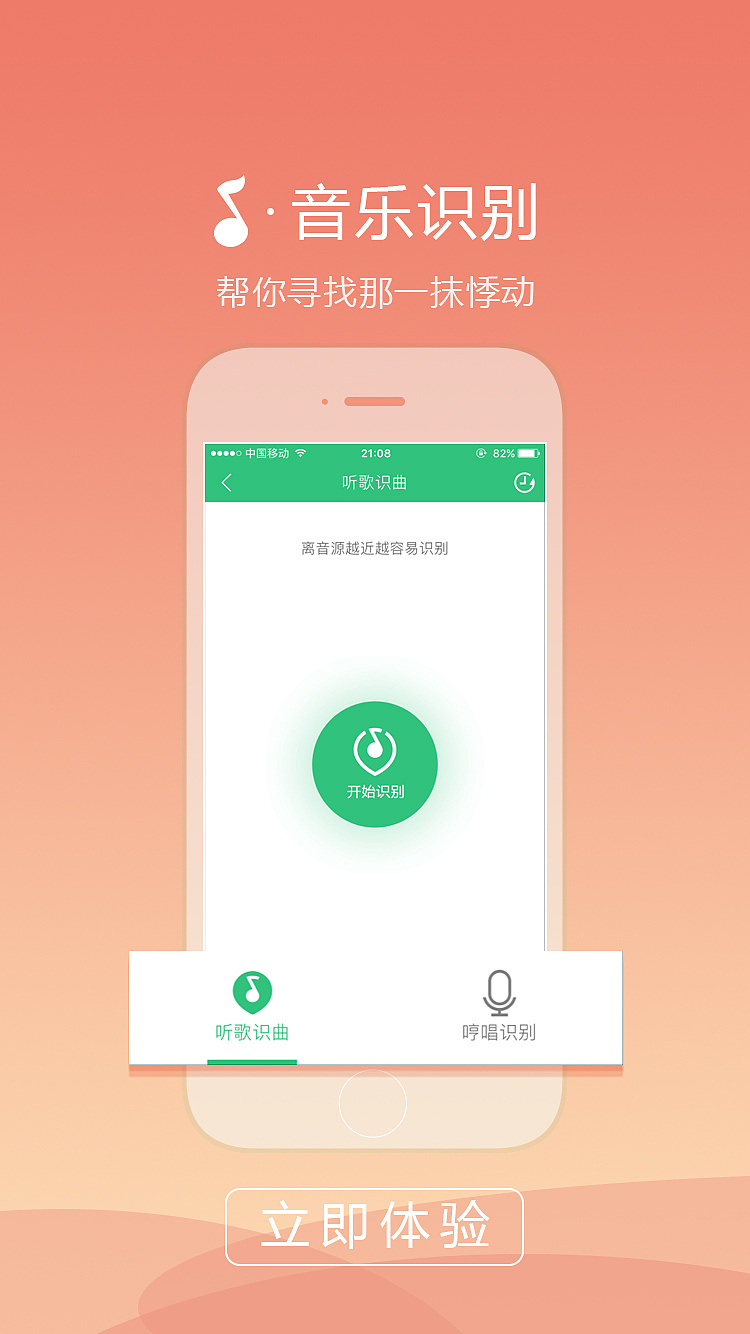 ·音乐识别
帮你寻找那一抹悸动
中国移动 21:08 82%
听歌识曲
离音源越近越容易识别
开始识别
听歌识曲 哼唱识别
立即体验